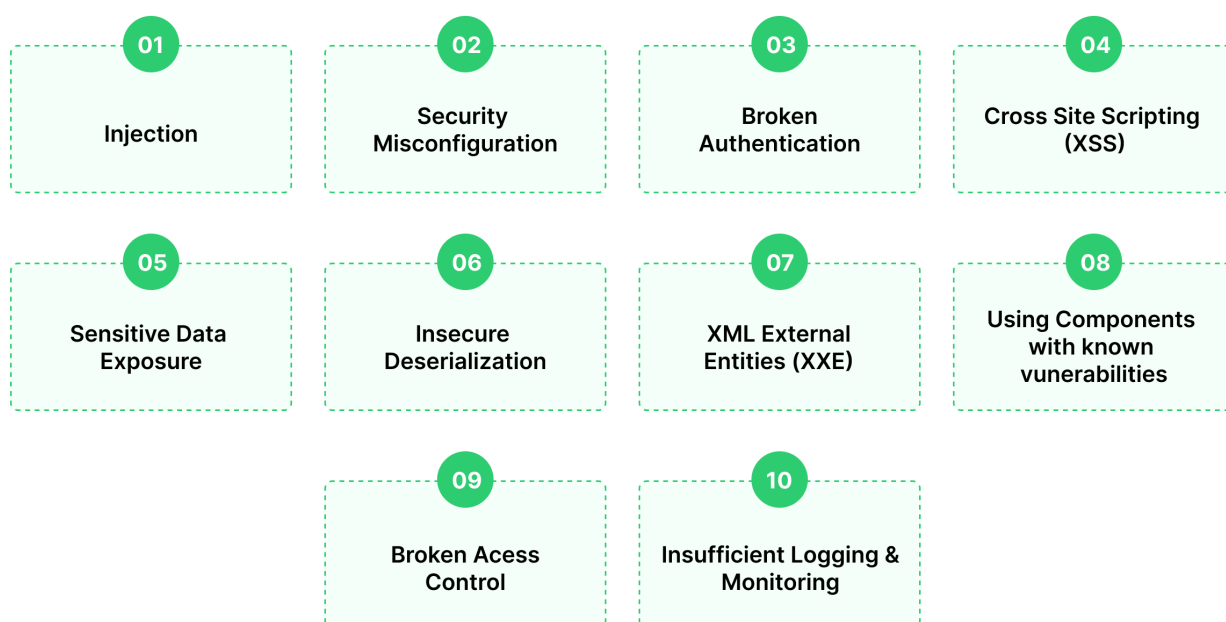 01
Injection
02
Security
Misconfiguration
03
Broken
Authentication
04
Cross Site Scripting
(XSS)
05
Sensitive Data
Exposure
06
Insecure
Deserialization
07
XML External
Entities (XXE)
08
Using Components
with known
vunerabilities
09
Broken Acess
Control
10
Insufficient Logging &
Monitoring